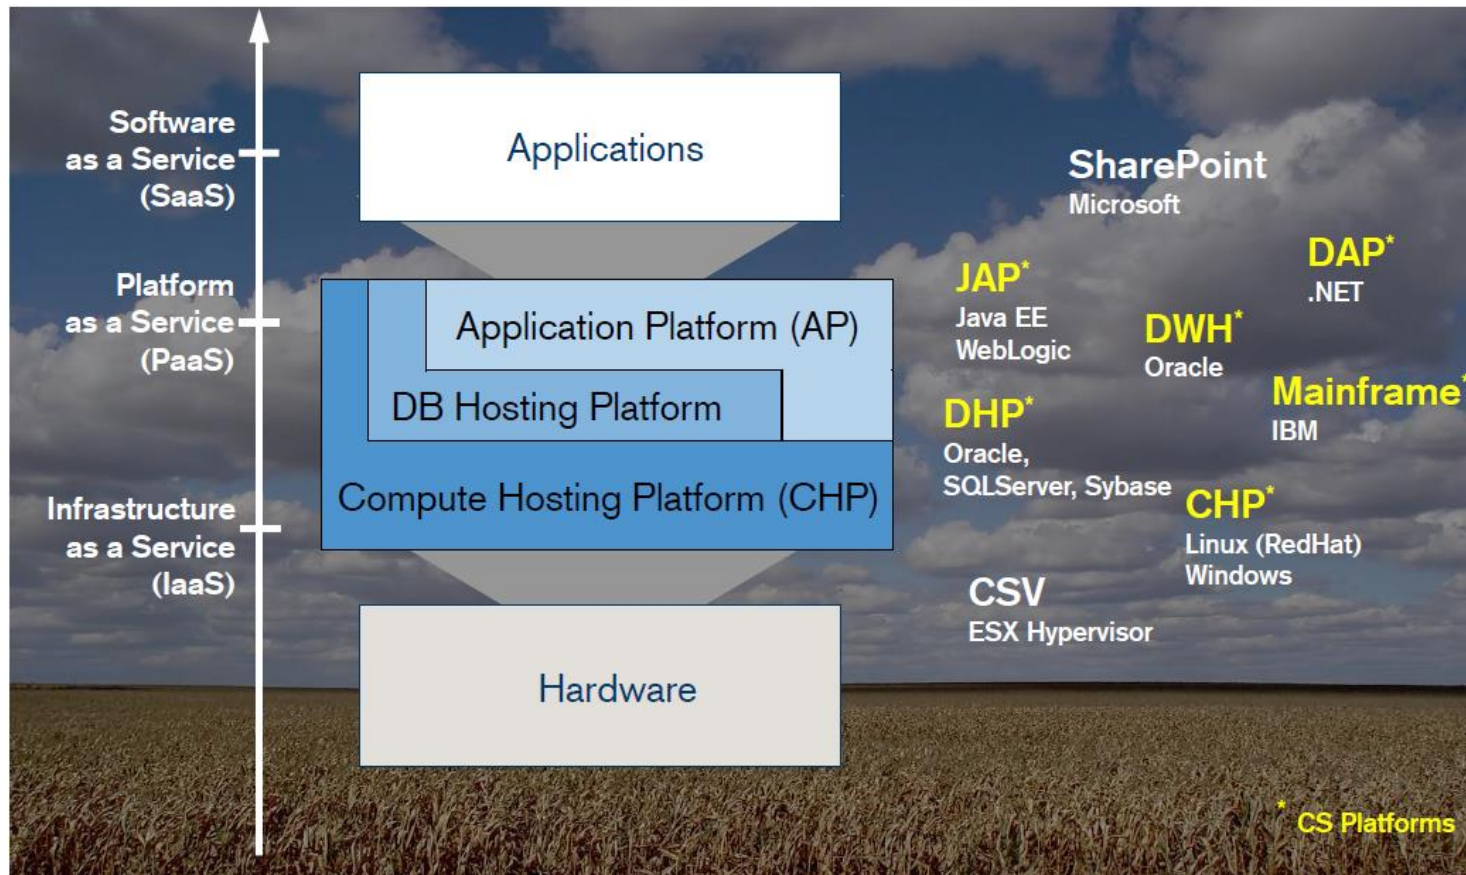 Software
as a Service
(SaaS)
Platform
as a Service
(PaaS)
Infrastructure
as a Service
(IaaS)
Applications
Application Platform (AP)
DB Hosting Platform
Compute Hosting Platform (CHP)
Hardware
SharePoint
Microsoft
DAP*
.NET
JAP*
Java EE
WebLogic
DWH*
Oracle
Mainframe*
IBM
DHP*
Oracle,
SQLServer, Sybase
CHP*
Linux (RedHat)
Windows
CSV
ESX Hypervisor
* CS Platforms